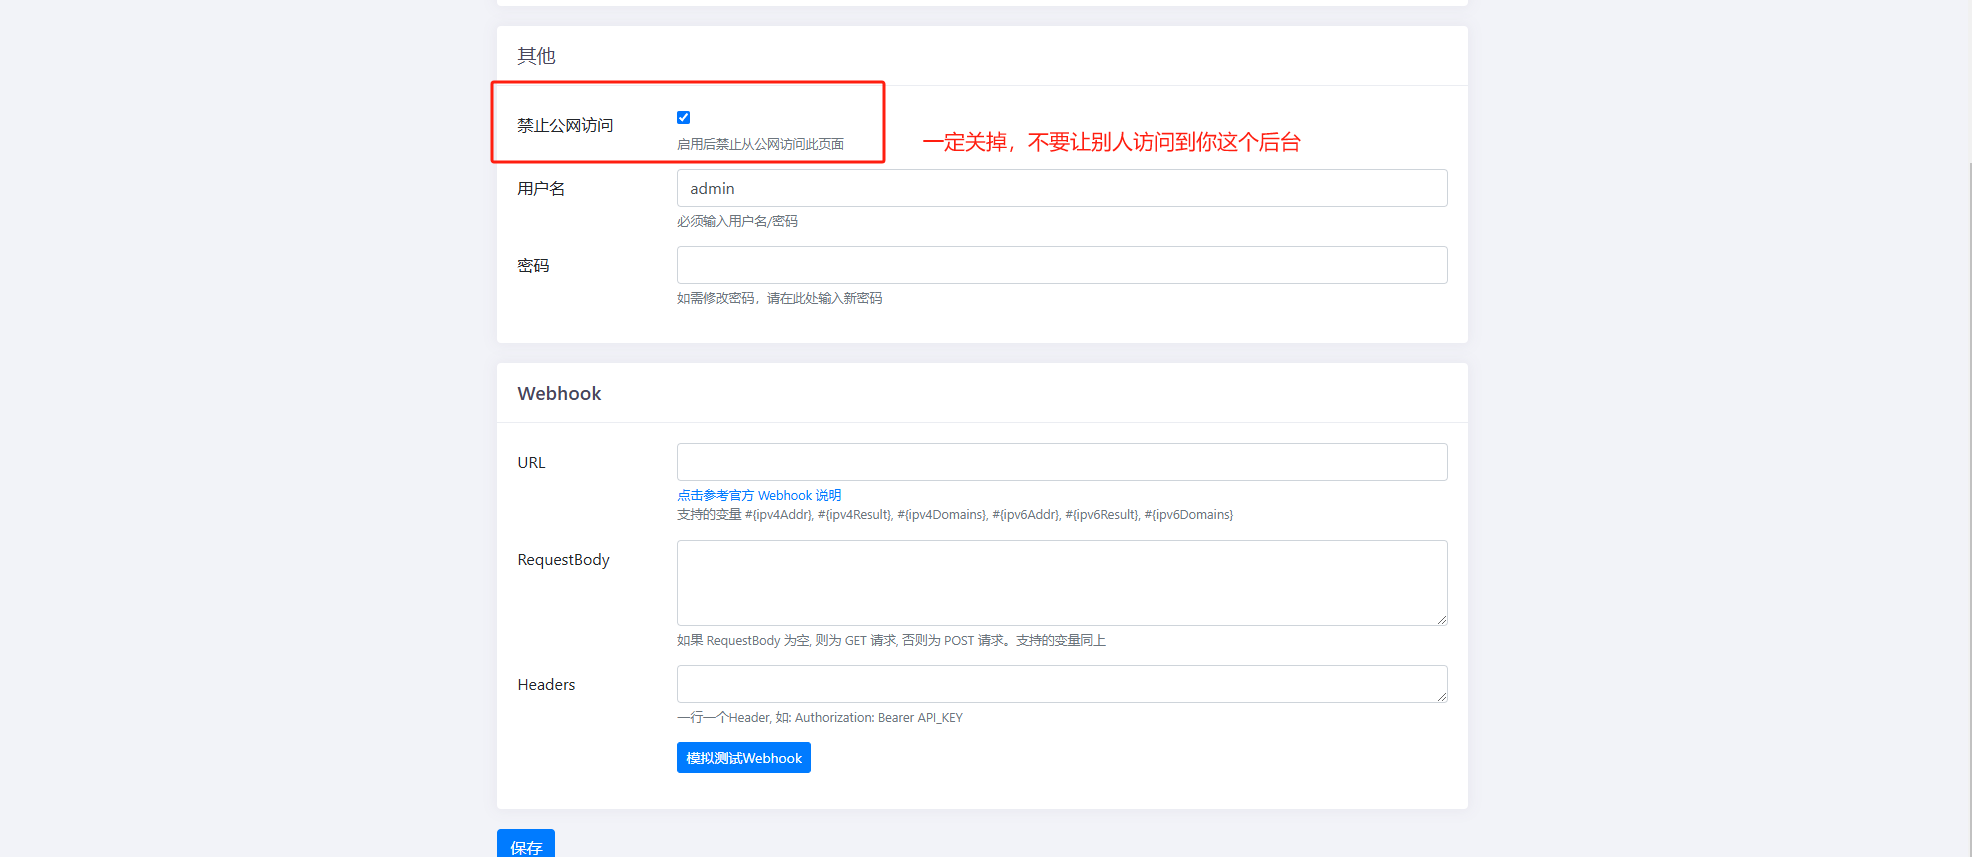 其他
禁止公网访问
启用后禁止从公网访问此页面
一定关掉，不要让别人访问到你这个后台
用户名
admin
必须输入用户名/密码
密码
如需修改密码，请在此处输入新密码
Webhook
URL
点击参考官方 Webhook 说明
支持的变量 #{ipv4Addr}, #{ipv4Result}, #{ipv4Domains}, #{ipv6Addr}, #{ipv6Result}, #{ipv6Domains}
RequestBody
如果 RequestBody 为空, 则为 GET 请求, 否则为 POST 请求。支持的变量同上
Headers
一行一个Header, 如: Authorization: Bearer API_KEY
模拟测试Webhook
保存